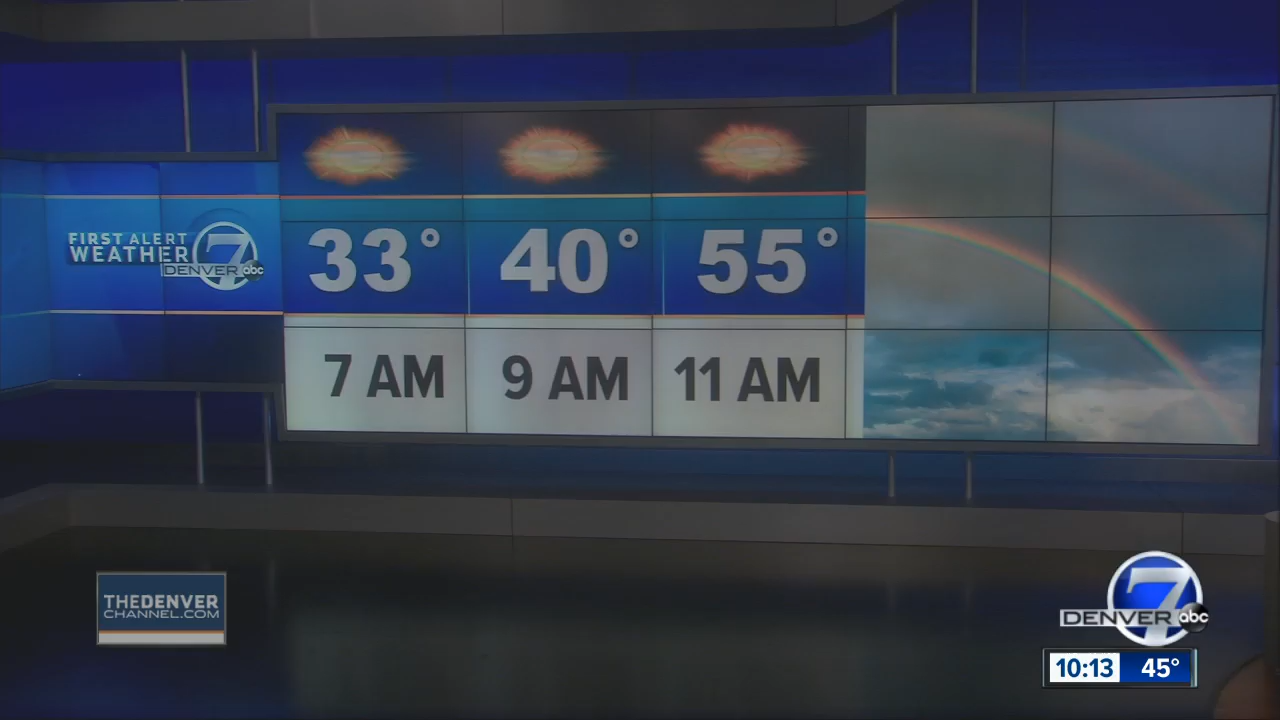 FIRST ALERT
WEATHER
7
DENVER abc
33° 40° 55°
7 AM 9 AM 11 AM
THEDENVER
CHANNEL.COM
7
DENVER abc
10:13 45°